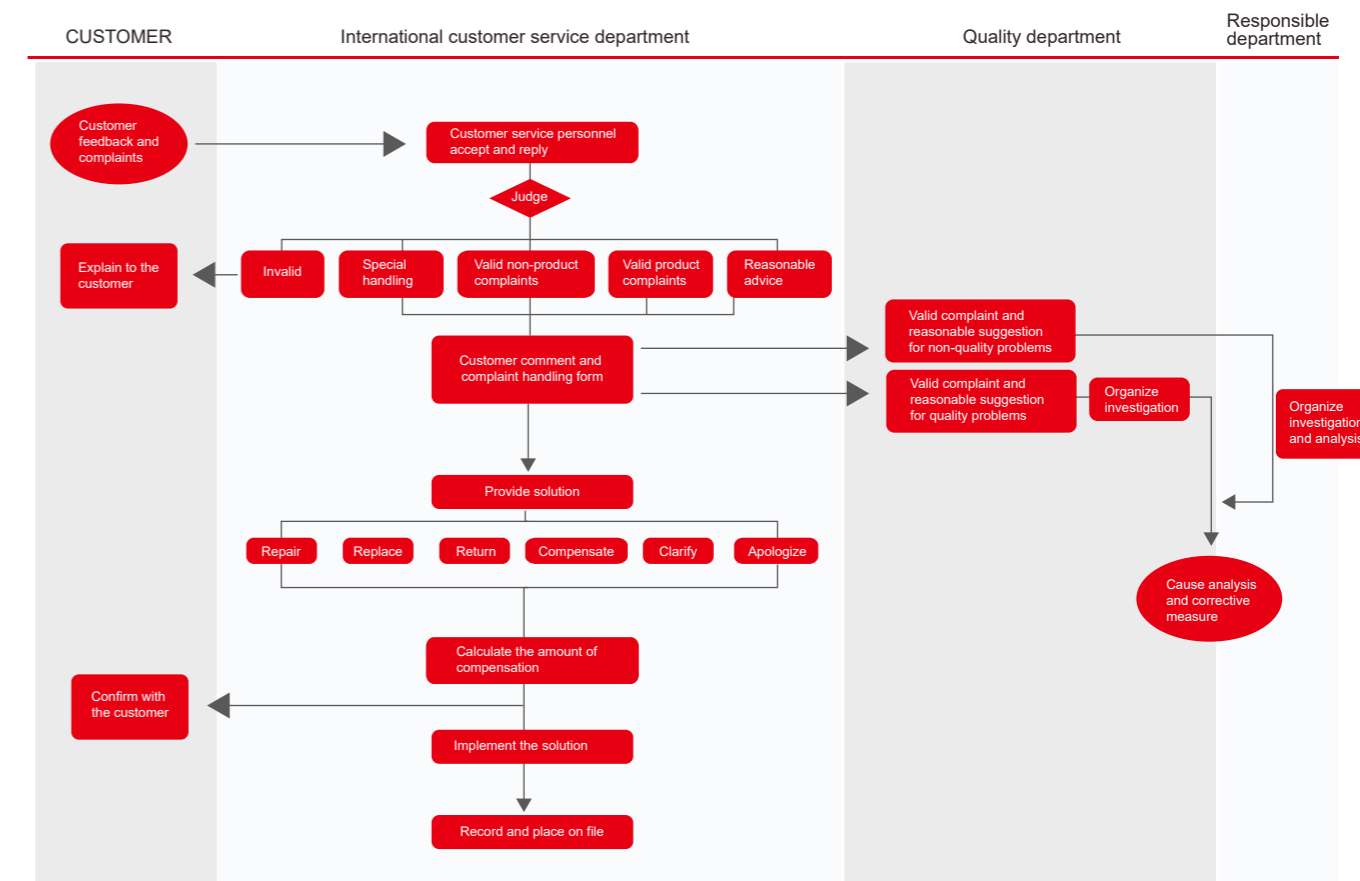 CUSTOMER
International customer service department
Quality department
Responsible
department
Customer
feedback and
complaints
Customer service personnel
accept and reply
Judge
Explain to the
customer
Invalid
Special
handling
Valid non-product
complaints
Valid product
complaints
Reasonable
advice
Customer comment and
complaint handling form
Valid complaint and
reasonable suggestion
for non-quality problems
Valid complaint and
reasonable suggestion
for quality problems
Organize
investigation
Organize
investigation
and analysis
Provide solution
Repair
Replace
Return
Compensate
Clarify
Apologize
Cause analysis
and corrective
measure
Calculate the amount of
compensation
Confirm with
the customer
Implement the solution
Record and place on file